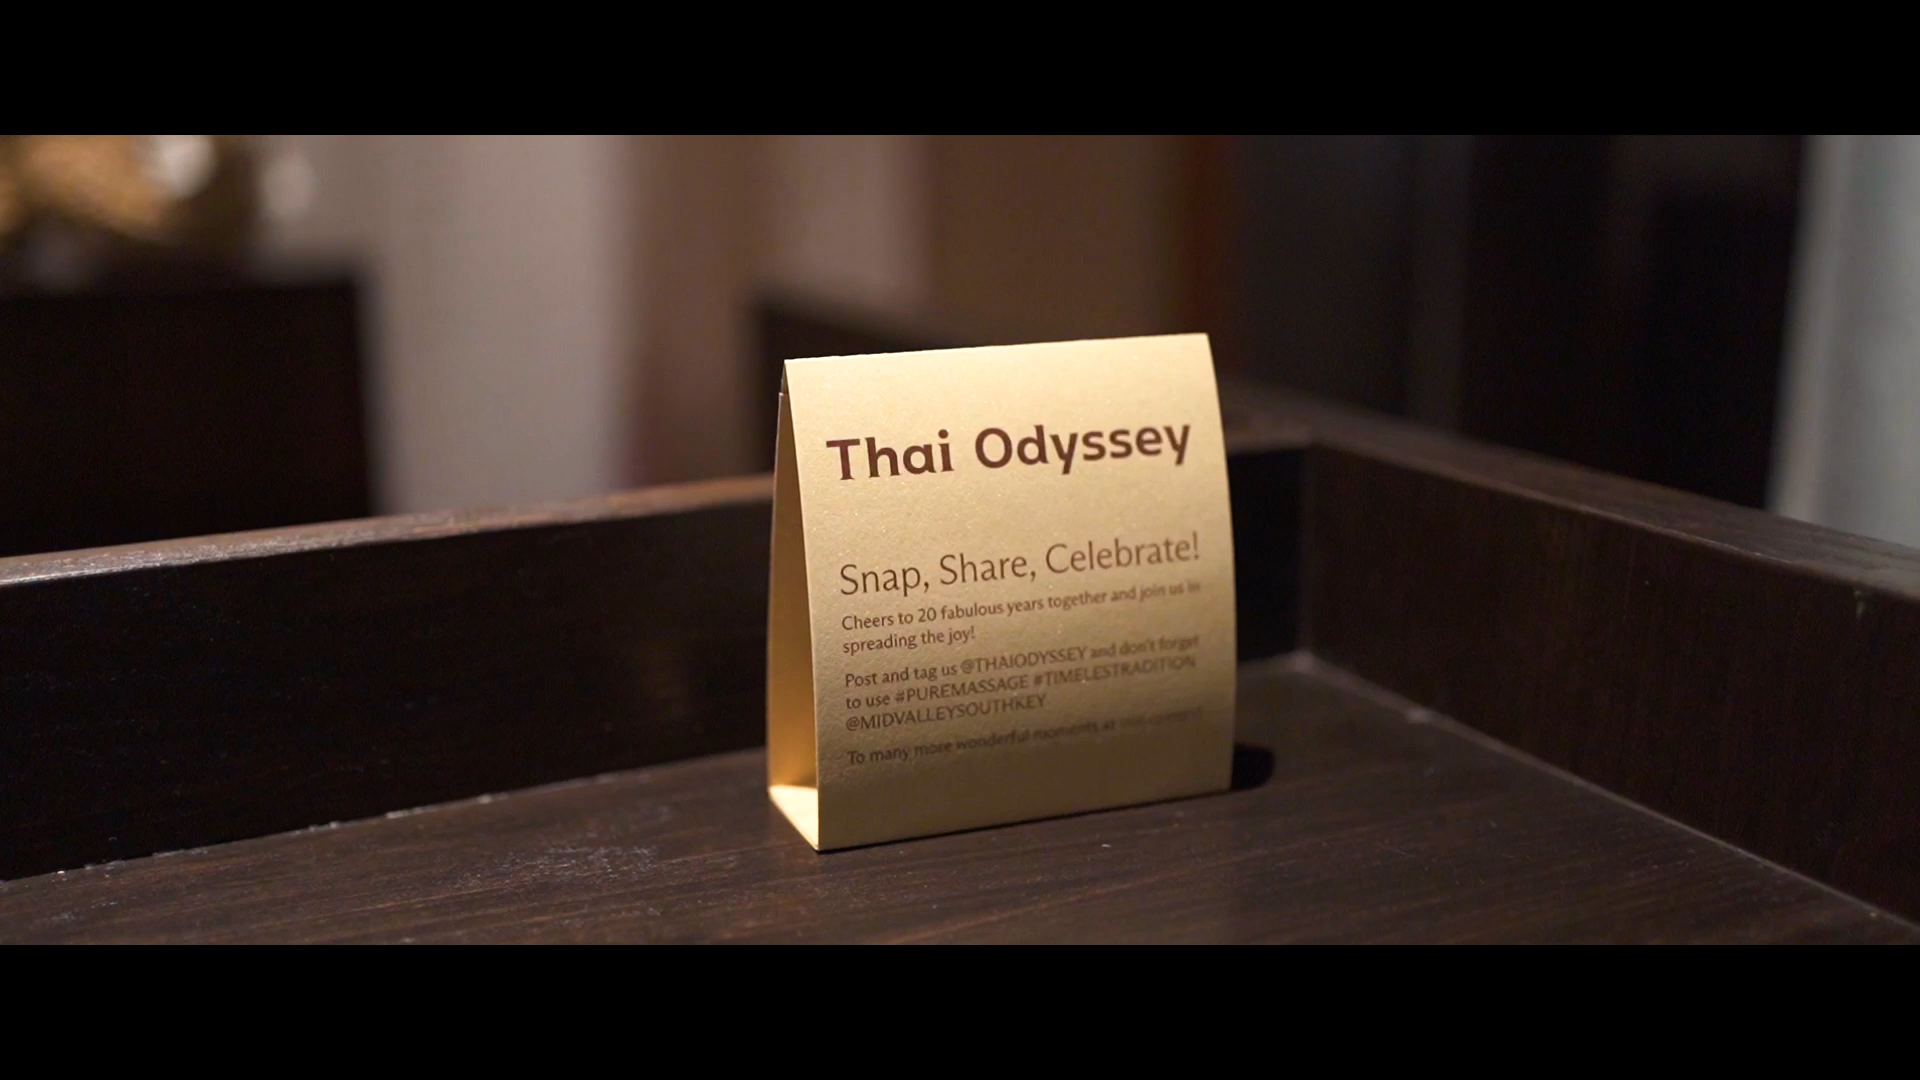 Thai Odyssey
Snap, Share, Celebrate!
Cheers to 20 fabulous years together and join us in
spreading the joy!
Post and tag us @THAIODYSSEY and don't forget
to use #PUREMASSAGE #TIMELESTRADITION
@MIDVALLEYSOUTHKEY
To many more wonderful moments at